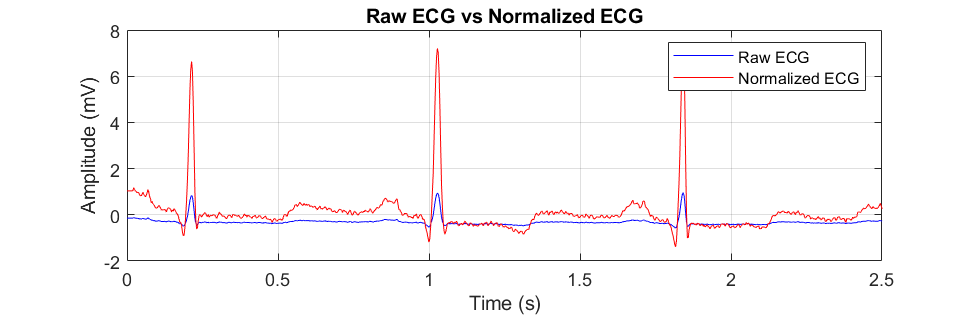 Raw ECG vs Normalized ECG
8
6
4
2
0
-2
Amplitude (mV)
Raw ECG
Normalized ECG
0
0.5
1
1.5
2
2.5
Time (s)